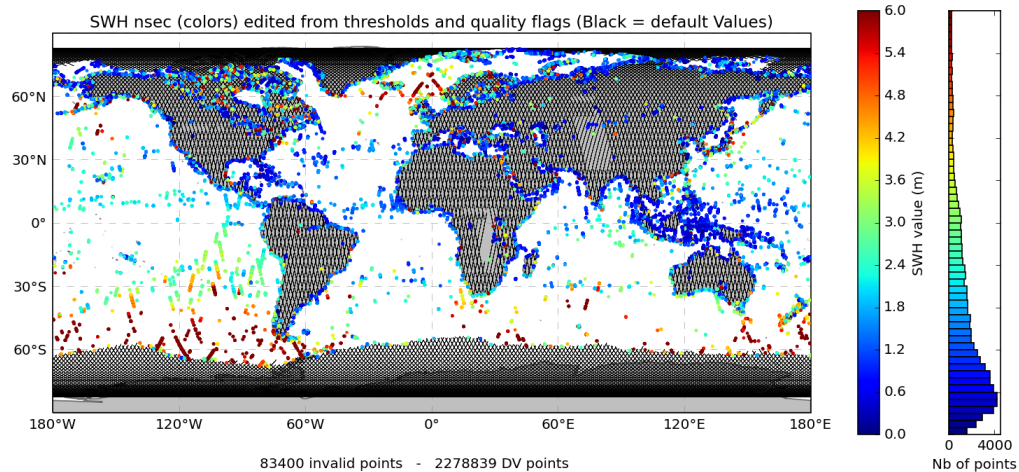 SWH nsec (colors) edited from thresholds and quality flags (Black = default Values)
60°N
30°N
0°
30°S
60°S
180°W
120°W
60°W
0°
60°E
120°E
180°E
83400 invalid points - 2278839 DV points
6.0
5.4
4.8
4.2
3.6
3.0
2.4
1.8
1.2
0.6
0.0
SWH value (m)
0
4000
Nb of points